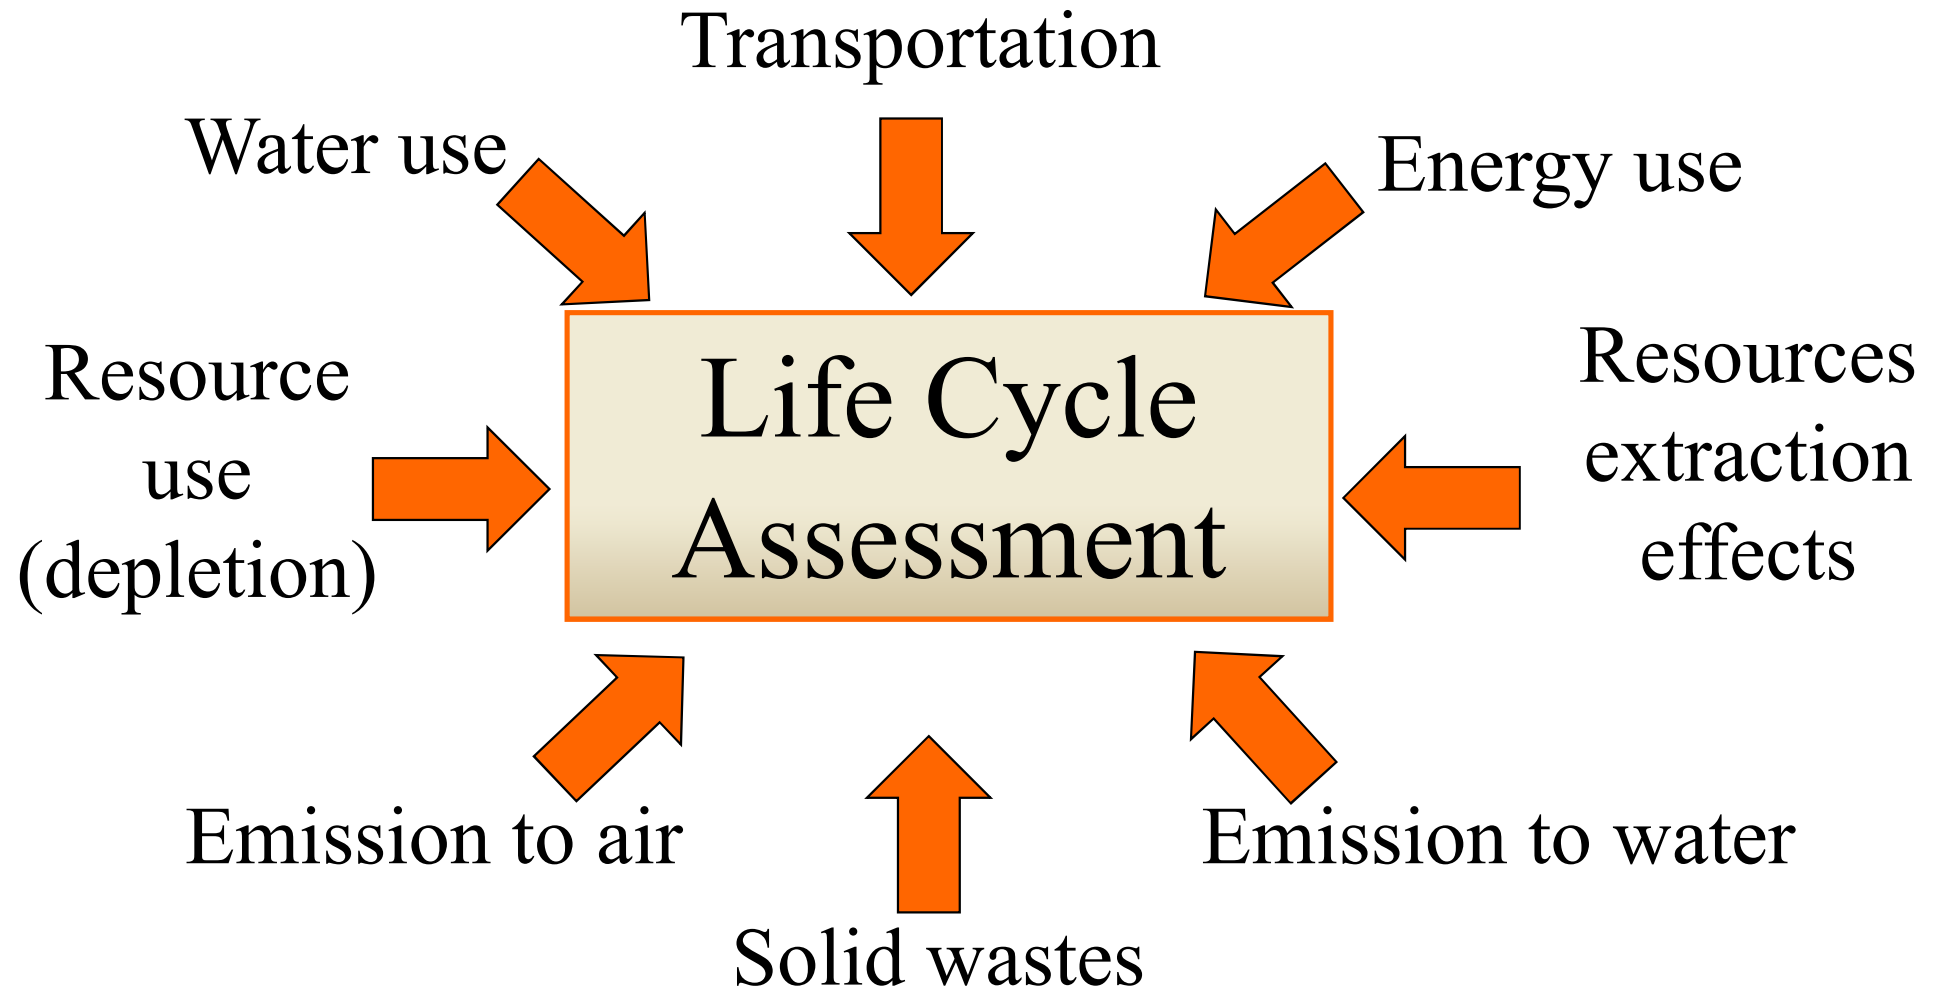 Transportation
Water use
Energy use
Resource
use
(depletion)
Life Cycle
Assessment
Resources
extraction
effects
Emission to air
Emission to water
Solid wastes